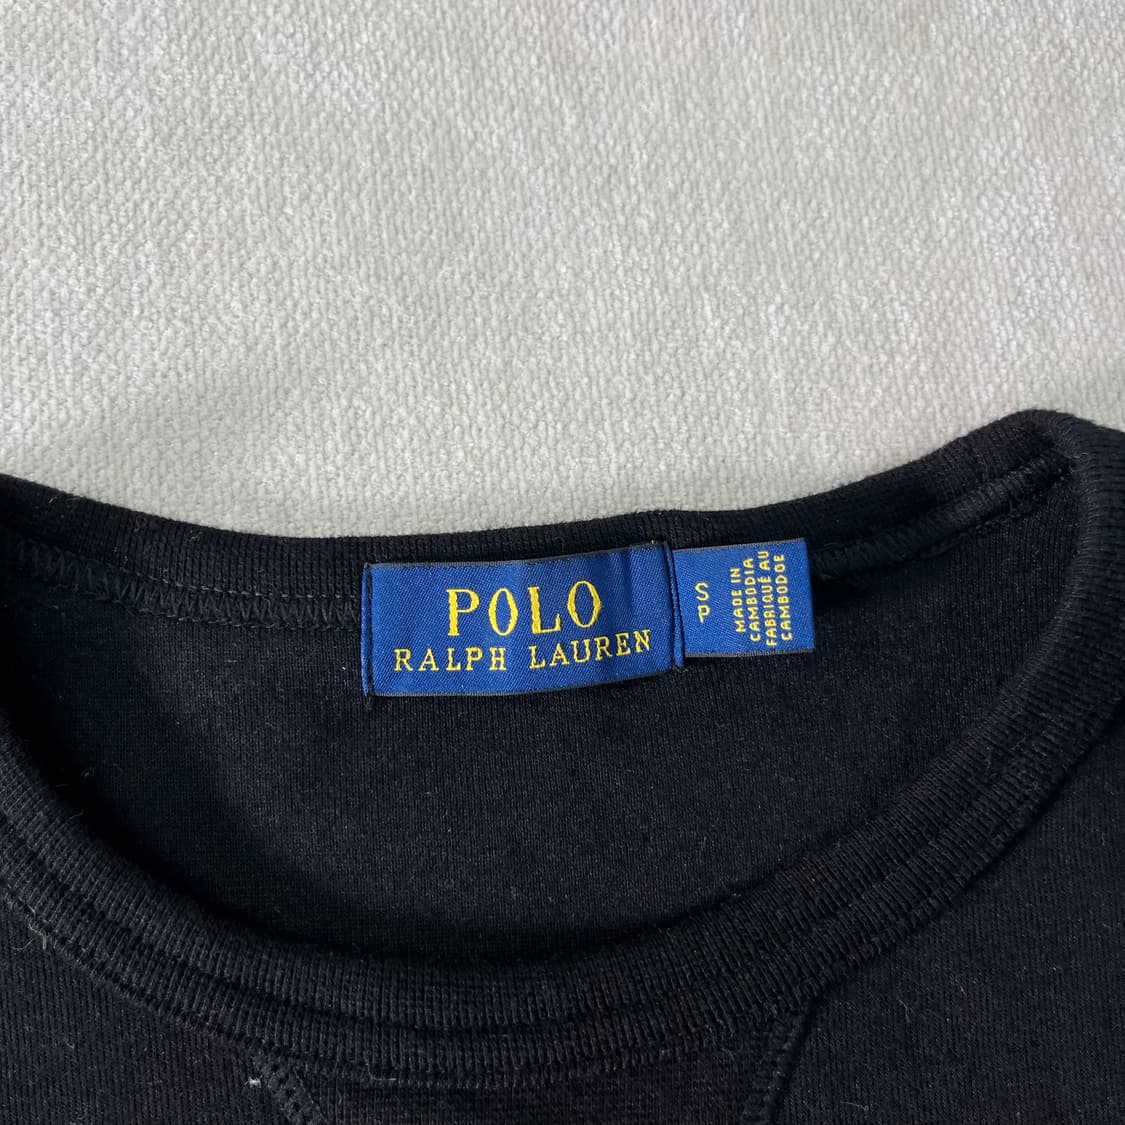 POLO
RALPH LAUREN
S
P
MADE IN
CAMBODIA
FABRIQUÉ AU
CAMBODGE